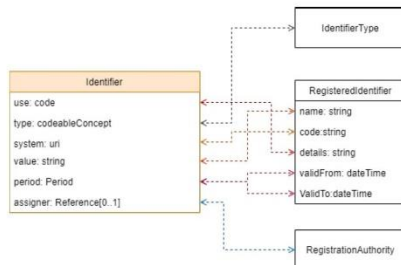 IdentifierType
Identifier
use: code
type: codeableConcept
system: uri
value: string
period: Period
assigner: Reference[0..1]
RegisteredIdentifier
name: string
code:string
details: string
validFrom: dateTime
ValidTo:dateTime
RegistrationAuthority